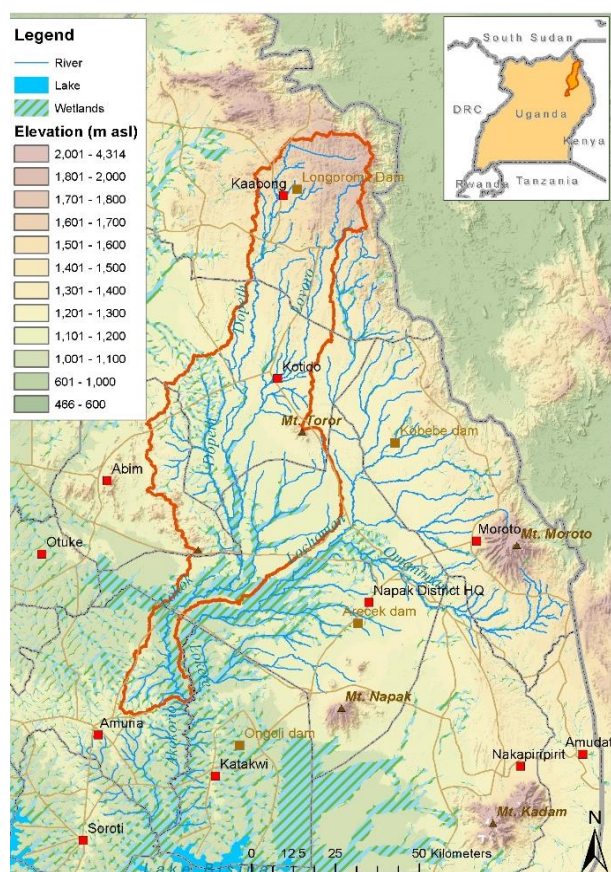 Legend
River
Lake
Wetlands
Elevation (m asl)
2,001 - 4,314
1,801 - 2,000
1,701 - 1,800
1,601 - 1,700
1,501 - 1,600
1,401 - 1,500
1,301 - 1,400
1,201 - 1,300
1,101 - 1,200
1,001 - 1,100
601 - 1,000
466 - 600
South Sudan
DRC
Uganda
Kenya
Rwanda
Tanzania
Longoromit Dam
Kaabong
Dopeth
Loyoro
Kotido
Mt. Toror
Kobebe dam
Dopeth
Abim
Moroto
Mt. Moroto
Otuke
Lochaman
Omaniman
Napak District HQ
Arecek dam
Mt. Napak
Amuria
Ongoli dam
Katakwi
Nakapiripirit
Amudat
Mt. Kadam
Soroti
N
0 12.5 25 50 Kilometers